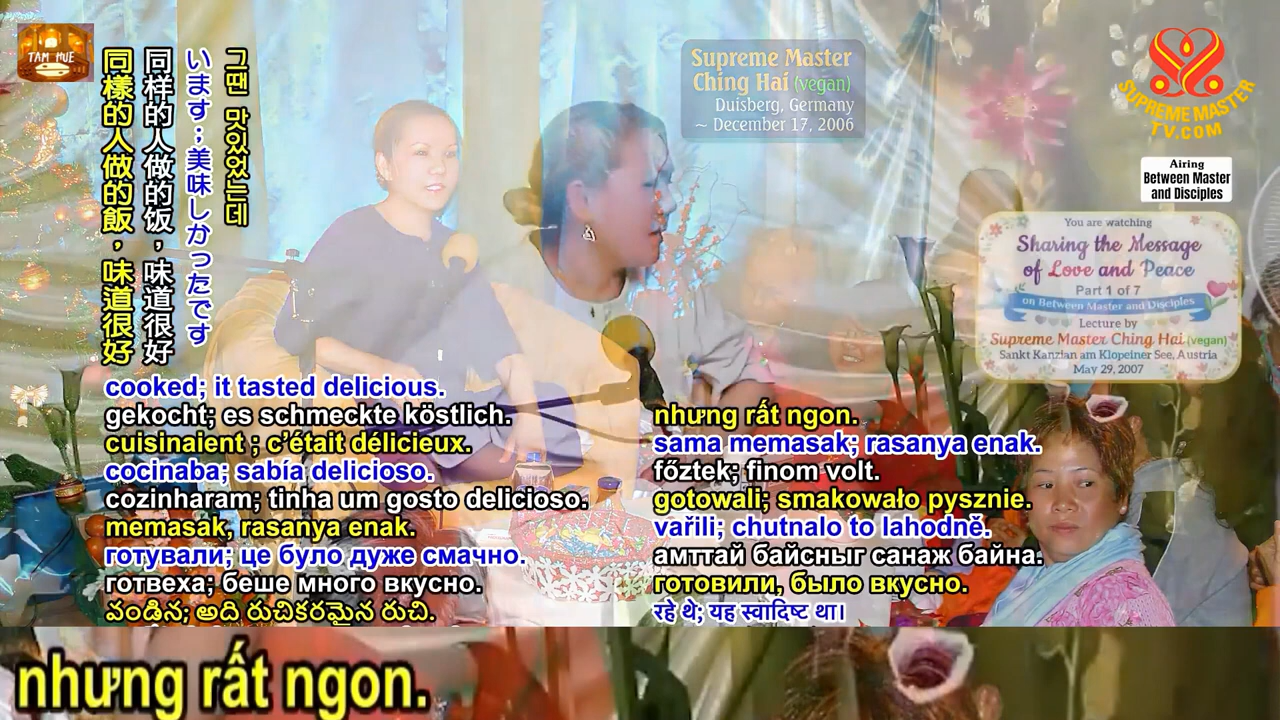 TAM HUE
同樣的人做的飯，味道很好
同样的人做的饭，味道很好
います；美味しかったです
그땐 맛있었는데
Supreme Master
Ching Hai (vegan)
Duisberg, Germany
~ December 17, 2006
SUPREME MASTER
TV.COM
Airing
Between Master
and Disciples
You are watching
Sharing the Message
of Love and Peace
Part 1 of 7
on Between Master and Disciples
Lecture by
Supreme Master Ching Hai (vegan)
Sankt Kanzian am Klopeiner See, Austria
May 29, 2007
cooked; it tasted delicious.
gekocht; es schmeckte köstlich.
cuisinaient ; c’était délicieux.
cocinaba; sabía delicioso.
cozinharam; tinha um gosto delicioso.
memasak, rasanya enak.
готували; це було дуже смачно.
готвеха; беше много вкусно.
వండిన; అది రుచికరమైన రుచి.
nhưng rất ngon.
sama memasak; rasanya enak.
főztek; finom volt.
gotowali; smakowało pysznie.
vařili; chutnalo to lahodně.
амттай байсныг санаж байна.
готовили, было вкусно.
रहे थे; यह स्वादिष्ट था।
nhưng rất ngon.